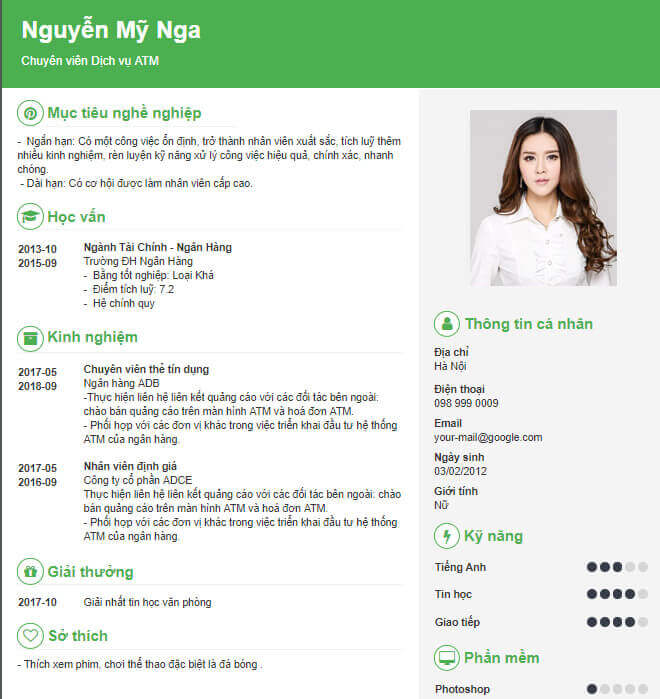 Nguyễn Mỹ Nga
Chuyên viên Dịch vụ ATM
Mục tiêu nghề nghiệp
- Ngắn hạn: Có một công việc ổn định, trở thành nhân viên xuất sắc, tích luỹ thêm
nhiều kinh nghiệm, rèn luyện kỹ năng xử lý công việc hiệu quả, chính xác, nhanh
chóng.
- Dài hạn: Có cơ hội được làm nhân viên cấp cao.
Học vấn
2013-10
2015-09
Ngành Tài Chính - Ngân Hàng
Trường ĐH Ngân Hàng
- Bằng tốt nghiệp: Loại Khá
- Điểm tích luỹ: 7.2
- Hệ chính quy
Kinh nghiệm
2017-05
2018-09
Chuyên viên thẻ tín dụng
Ngân hàng ADB
-Thực hiện liên hệ liên kết quảng cáo với các đối tác bên ngoài:
chào bán quảng cáo trên màn hình ATM và hoá đơn ATM.
- Phối hợp với các đơn vị khác trong việc triển khai đầu tư hệ thống
ATM của ngân hàng.
2017-05
2016-09
Nhân viên định giá
Công ty cổ phần ADCE
Thực hiện liên hệ liên kết quảng cáo với các đối tác bên ngoài: chào
bán quảng cáo trên màn hình ATM và hoá đơn ATM.
- Phối hợp với các đơn vị khác trong việc triển khai đầu tư hệ thống
ATM của ngân hàng.
Giải thưởng
2017-10
Giải nhất tin học văn phòng
Sở thích
- Thích xem phim, chơi thể thao đặc biệt là đá bóng .
Thông tin cá nhân
Địa chỉ
Hà Nội
Điện thoại
098 999 0009
Email
your-mail@google.com
Ngày sinh
03/02/2012
Giới tính
Nữ
Kỹ năng
Tiếng Anh
Tin học
Giao tiếp
Phần mềm
Photoshop